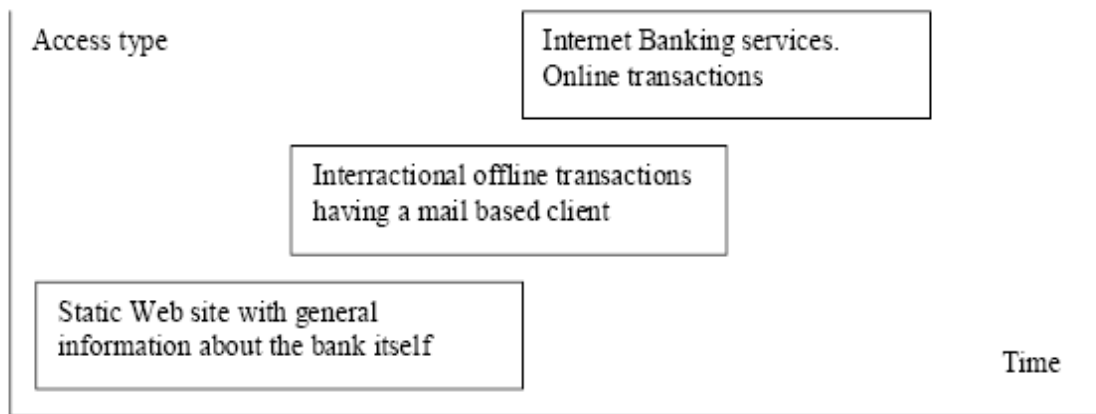 Access type
Internet Banking services.
Online transactions
Interractional offline transactions
having a mail based client
Static Web site with general
information about the bank itself
Time